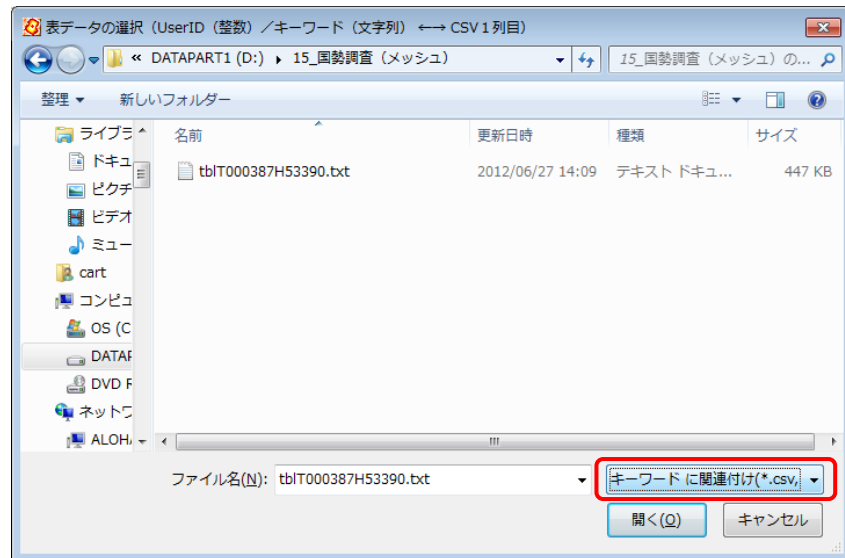 表データの選択（UserID（整数）／キーワード（文字列） ←→ CSV１列目）
« DATAPART1 (D:) ▸ 15_国勢調査（メッシュ）
15_国勢調査（メッシュ）の...
整理 ▼ 新しいフォルダー
名前 更新日時 種類 サイズ
tblT000387H53390.txt 2012/06/27 14:09 テキスト ドキュ... 447 KB
ライブラ
ドキュ
ピクチ
ビデオ
ミュー
cart
コンピュ
OS (C
DATAP
DVD R
ネットワ
ALOHA
ファイル名(N): tblT000387H53390.txt
キーワード に関連付け(*.csv,
開く(O) キャンセル